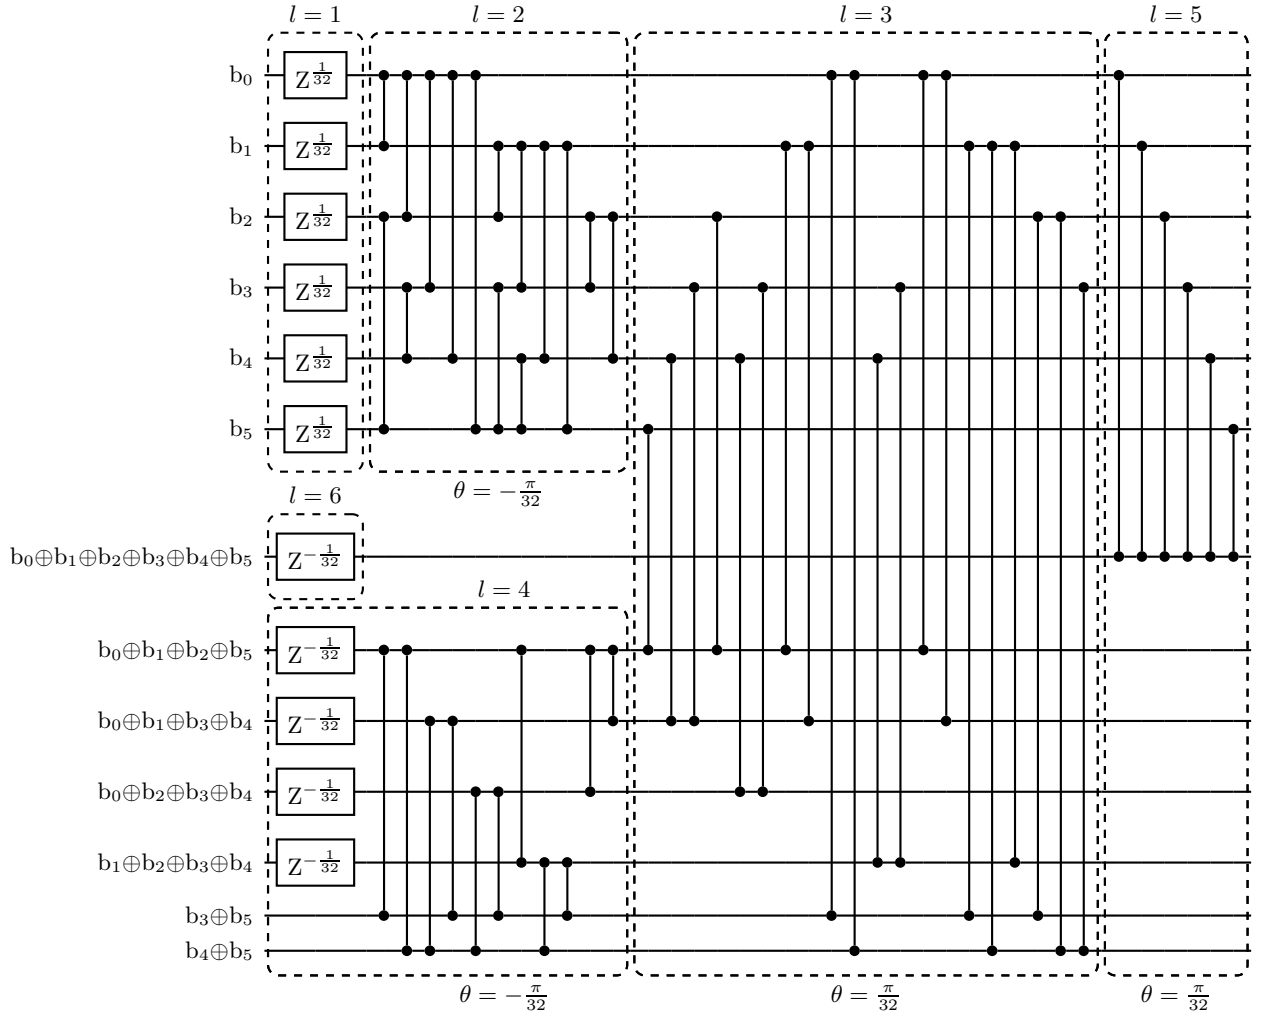 l = 1 l = 2 l = 3 l = 5
b₀ Z^{1/32}
b₁ Z^{1/32}
b₂ Z^{1/32}
b₃ Z^{1/32}
b₄ Z^{1/32}
b₅ Z^{1/32}
θ = −π/32
l = 6
b₀⊕b₁⊕b₂⊕b₃⊕b₄⊕b₅ Z^{−1/32}
l = 4
b₀⊕b₁⊕b₂⊕b₅ Z^{−1/32}
b₀⊕b₁⊕b₃⊕b₄ Z^{−1/32}
b₀⊕b₂⊕b₃⊕b₄ Z^{−1/32}
b₁⊕b₂⊕b₃⊕b₄ Z^{−1/32}
b₃⊕b₅
b₄⊕b₅
θ = −π/32 θ = π/32 θ = π/32